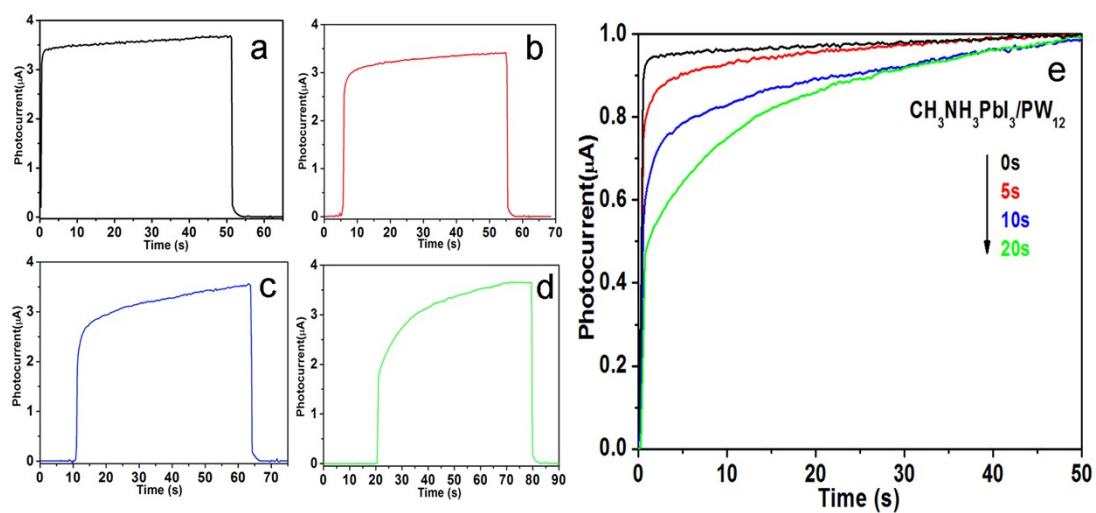 a
Photocurrent(μA)
4
3
2
1
0
0 10 20 30 40 50 60
Time (s)
b
Photocurrent(μA)
4
3
2
1
0
0 10 20 30 40 50 60 70
Time (s)
c
Photocurrent(μA)
4
3
2
1
0
0 10 20 30 40 50 60 70
Time (s)
d
Photocurrent(μA)
4
3
2
1
0
0 10 20 30 40 50 60 70 80 90
Time (s)
e
Photocurrent(μA)
1.0
0.8
0.6
0.4
0.2
0.0
CH₃NH₃PbI₃/PW₁₂
0s
5s
10s
20s
0 10 20 30 40 50
Time (s)